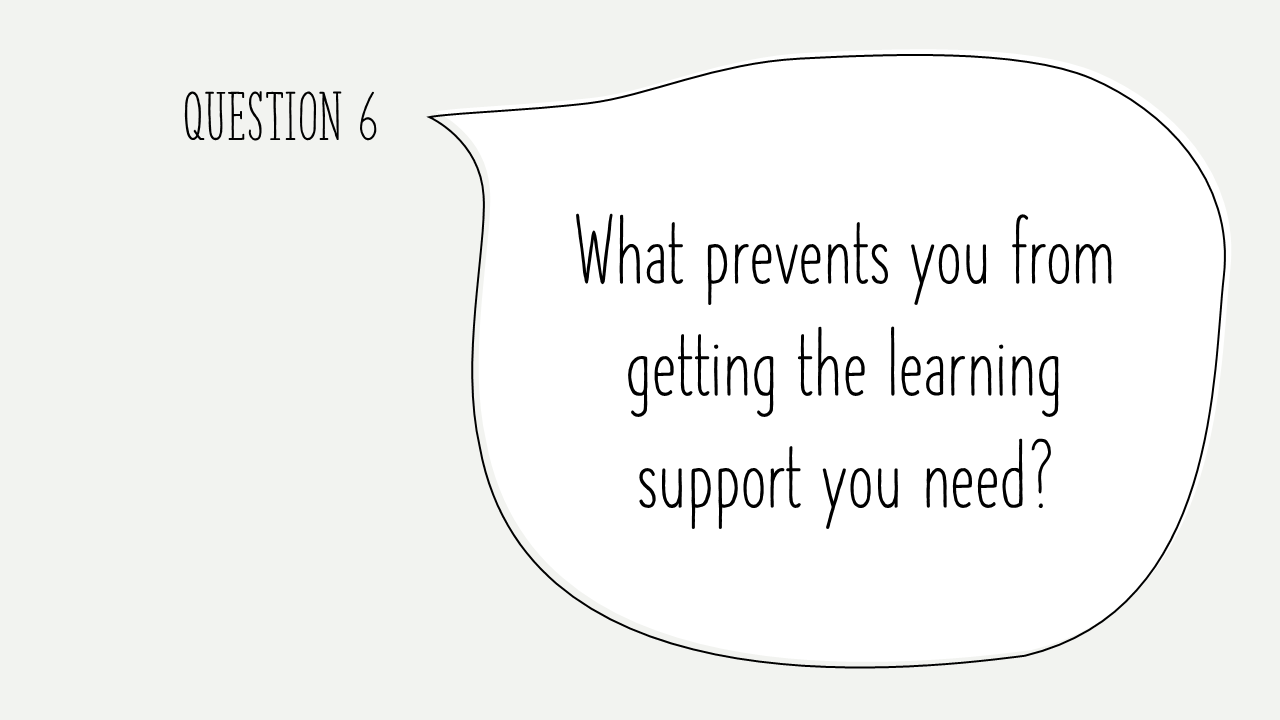 QUESTION 6
What prevents you from
getting the learning
support you need?